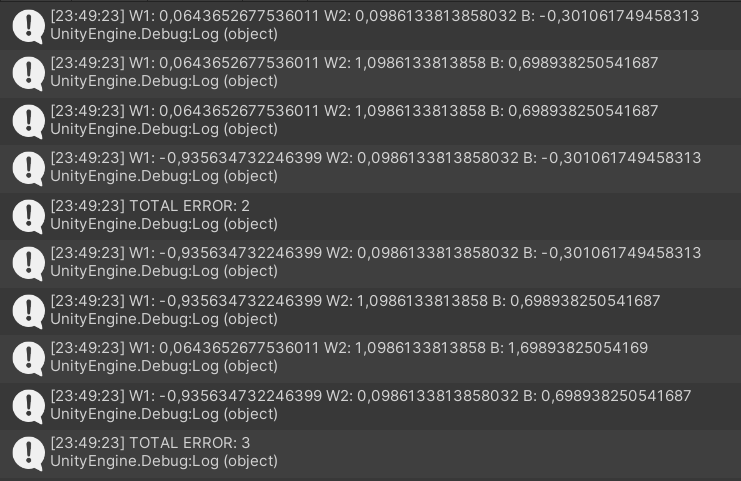 [23:49:23] W1: 0,0643652677536011 W2: 0,0986133813858032 B: -0,301061749458313
UnityEngine.Debug:Log (object)
[23:49:23] W1: 0,0643652677536011 W2: 1,0986133813858 B: 0,698938250541687
UnityEngine.Debug:Log (object)
[23:49:23] W1: 0,0643652677536011 W2: 1,0986133813858 B: 0,698938250541687
UnityEngine.Debug:Log (object)
[23:49:23] W1: -0,935634732246399 W2: 0,0986133813858032 B: -0,301061749458313
UnityEngine.Debug:Log (object)
[23:49:23] TOTAL ERROR: 2
UnityEngine.Debug:Log (object)
[23:49:23] W1: -0,935634732246399 W2: 0,0986133813858032 B: -0,301061749458313
UnityEngine.Debug:Log (object)
[23:49:23] W1: -0,935634732246399 W2: 1,0986133813858 B: 0,698938250541687
UnityEngine.Debug:Log (object)
[23:49:23] W1: 0,0643652677536011 W2: 1,0986133813858 B: 1,69893825054169
UnityEngine.Debug:Log (object)
[23:49:23] W1: -0,935634732246399 W2: 0,0986133813858032 B: 0,698938250541687
UnityEngine.Debug:Log (object)
[23:49:23] TOTAL ERROR: 3
UnityEngine.Debug:Log (object)